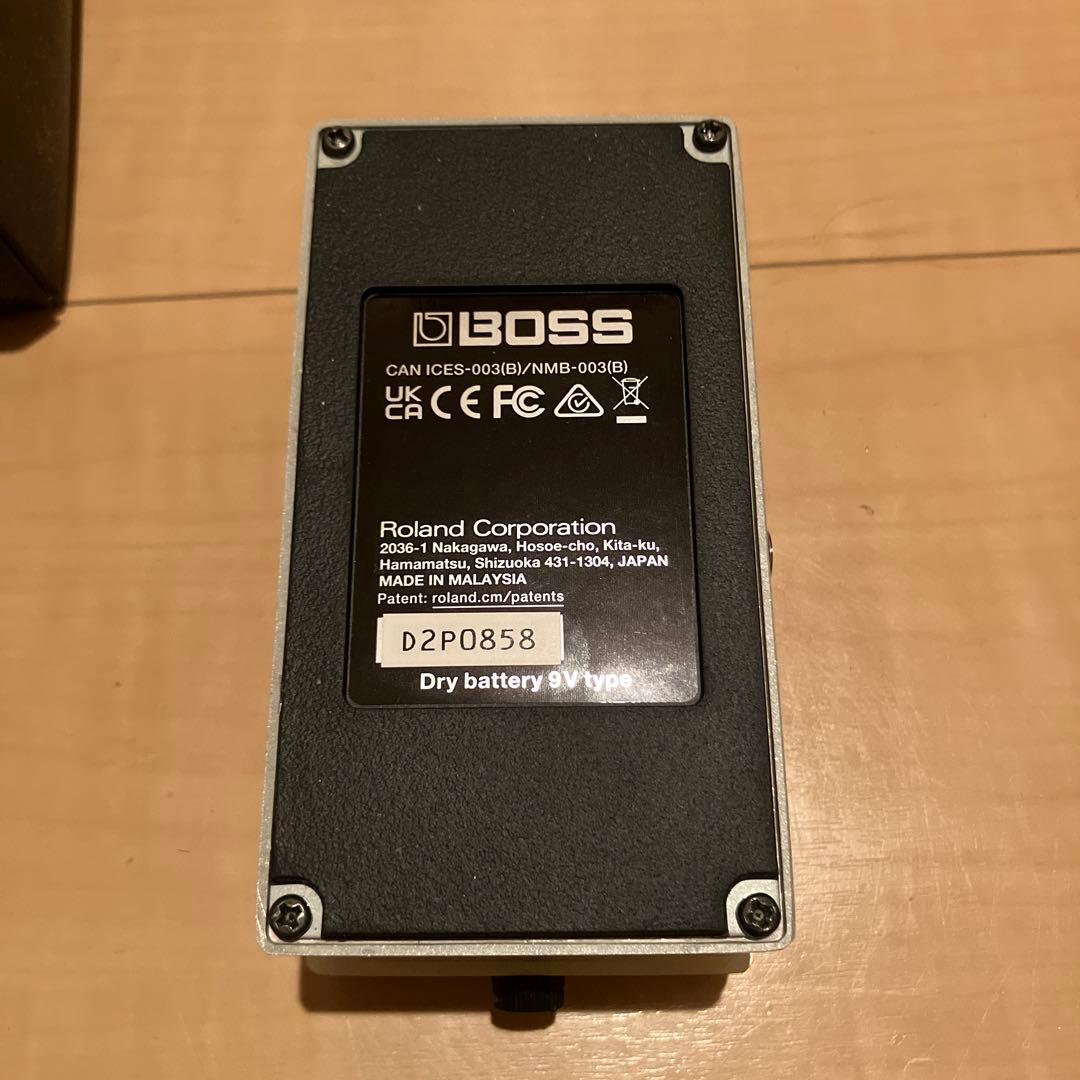 BOSS
CAN ICES-003(B)/NMB-003(B)
UK
CA CE FC
Roland Corporation
2036-1 Nakagawa, Hosoe-cho, Kita-ku,
Hamamatsu, Shizuoka 431-1304, JAPAN
MADE IN MALAYSIA
Patent: roland.cm/patents
D2P0858
Dry battery 9V type